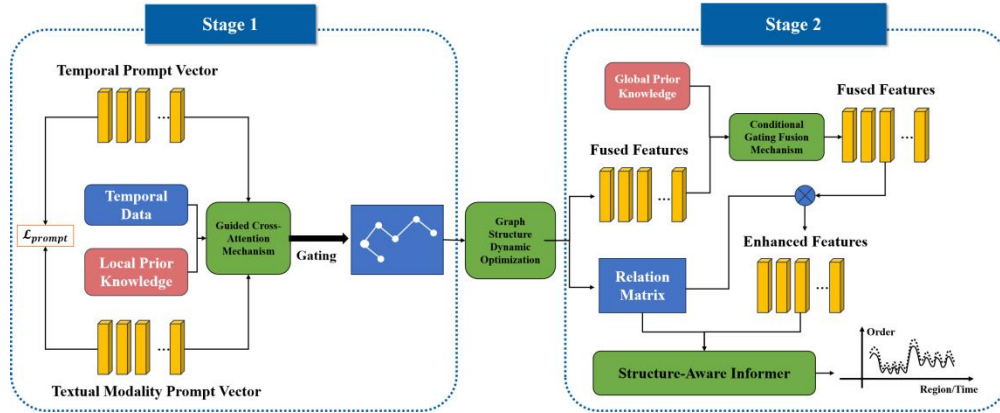 Stage 1
Stage 2
Temporal Prompt Vector
...
Temporal
Data
Local Prior
Knowledge
ℒprompt
Guided Cross-
Attention
Mechanism
Gating
...
Textual Modality Prompt Vector
Graph
Structure
Dynamic
Optimization
Global Prior
Knowledge
Fused Features
...
Conditional
Gating Fusion
Mechanism
Fused Features
...
Relation
Matrix
Enhanced Features
...
Structure-Aware Informer
Order
Region/Time